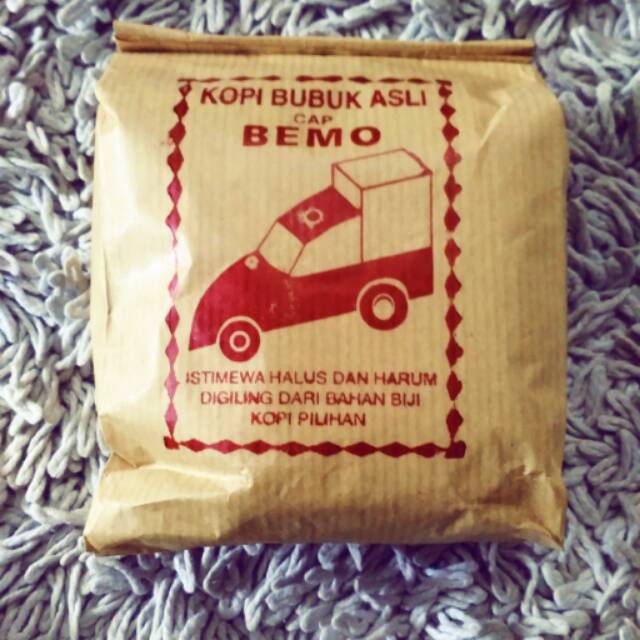 KOPI BUBUK ASLI
CAP
BEMO
ISTIMEWA HALUS DAN HARUM
DIGILING DARI BAHAN BIJI
KOPI PILIHAN